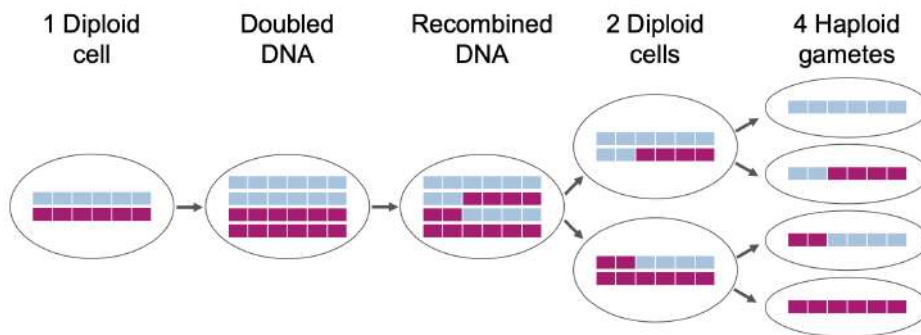 1 Diploid
cell
Doubled
DNA
Recombined
DNA
2 Diploid
cells
4 Haploid
gametes